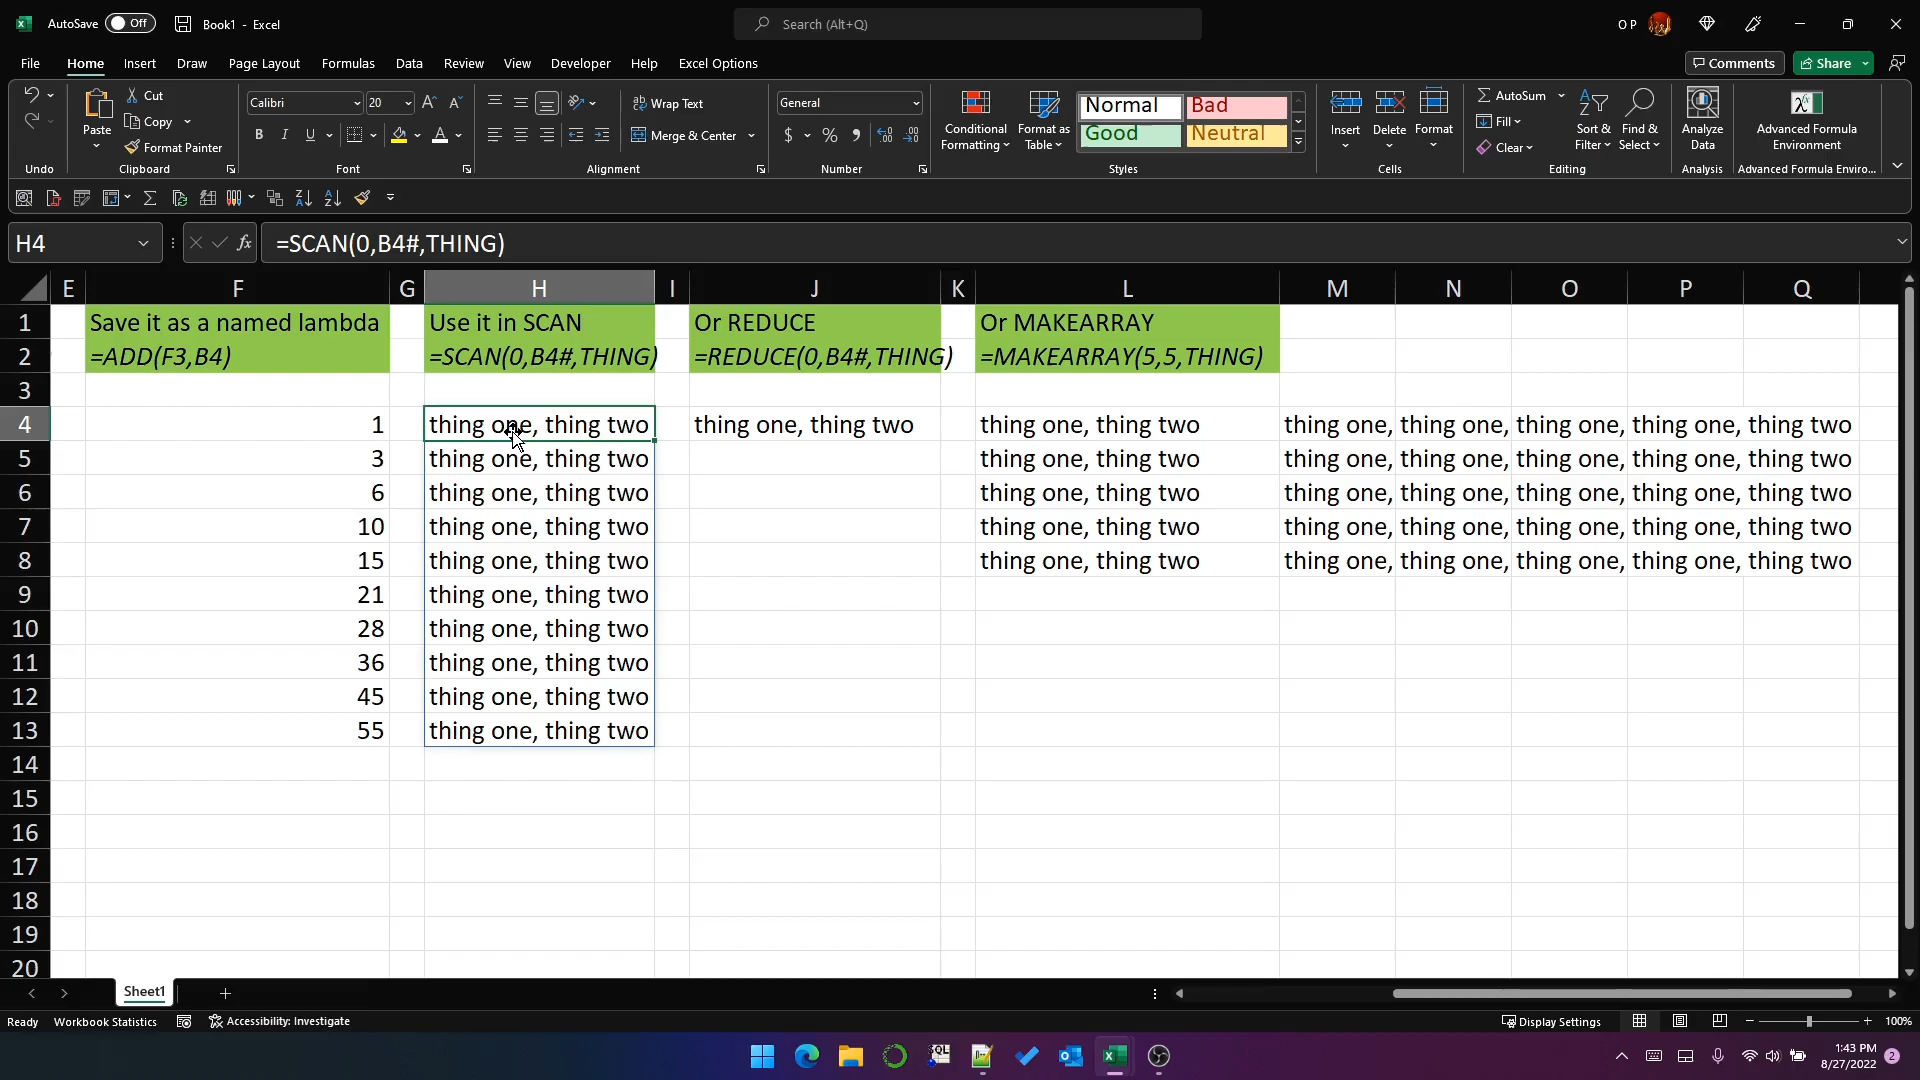 AutoSave Off Book1 - Excel Search (Alt+Q) O P
File Home Insert Draw Page Layout Formulas Data Review View Developer Help Excel Options Comments Share
Cut Calibri 20 Wrap Text General Normal Bad AutoSum
Paste Copy B I U Merge & Center $ % Conditional Formatting Format as Table Good Neutral Insert Delete Format Fill Sort & Filter Find & Select Analyze Data Advanced Formula Environment
Format Painter Clear
Undo Clipboard Font Alignment Number Styles Cells Editing Analysis Advanced Formula Enviro...
H4 fx =SCAN(0,B4#,THING)
E F G H I J K L M N O P Q
1 Save it as a named lambda Use it in SCAN Or REDUCE Or MAKEARRAY
2 =ADD(F3,B4) =SCAN(0,B4#,THING) =REDUCE(0,B4#,THING) =MAKEARRAY(5,5,THING)
3
4 1 thing one, thing two thing one, thing two thing one, thing two thing one, thing one, thing one, thing one, thing two
5 3 thing one, thing two thing one, thing two thing one, thing one, thing one, thing one, thing two
6 6 thing one, thing two thing one, thing two thing one, thing one, thing one, thing one, thing two
7 10 thing one, thing two thing one, thing two thing one, thing one, thing one, thing one, thing two
8 15 thing one, thing two thing one, thing two thing one, thing one, thing one, thing one, thing two
9 21 thing one, thing two
10 28 thing one, thing two
11 36 thing one, thing two
12 45 thing one, thing two
13 55 thing one, thing two
14
15
16
17
18
19
20
Sheet1
Ready Workbook Statistics Accessibility: Investigate Display Settings 100%
SQL 1:43 PM
8/27/2022 2